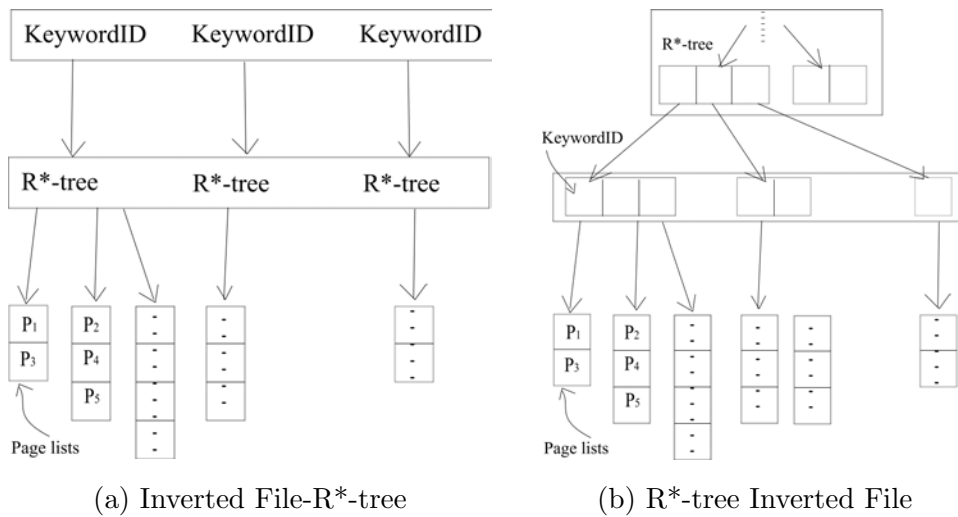 KeywordID KeywordID KeywordID
R*-tree R*-tree R*-tree
P1 P2
P3 P4
P5
Page lists
(a) Inverted File-R*-tree
R*-tree
KeywordID
P1 P2
P3 P4
P5
Page lists
(b) R*-tree Inverted File